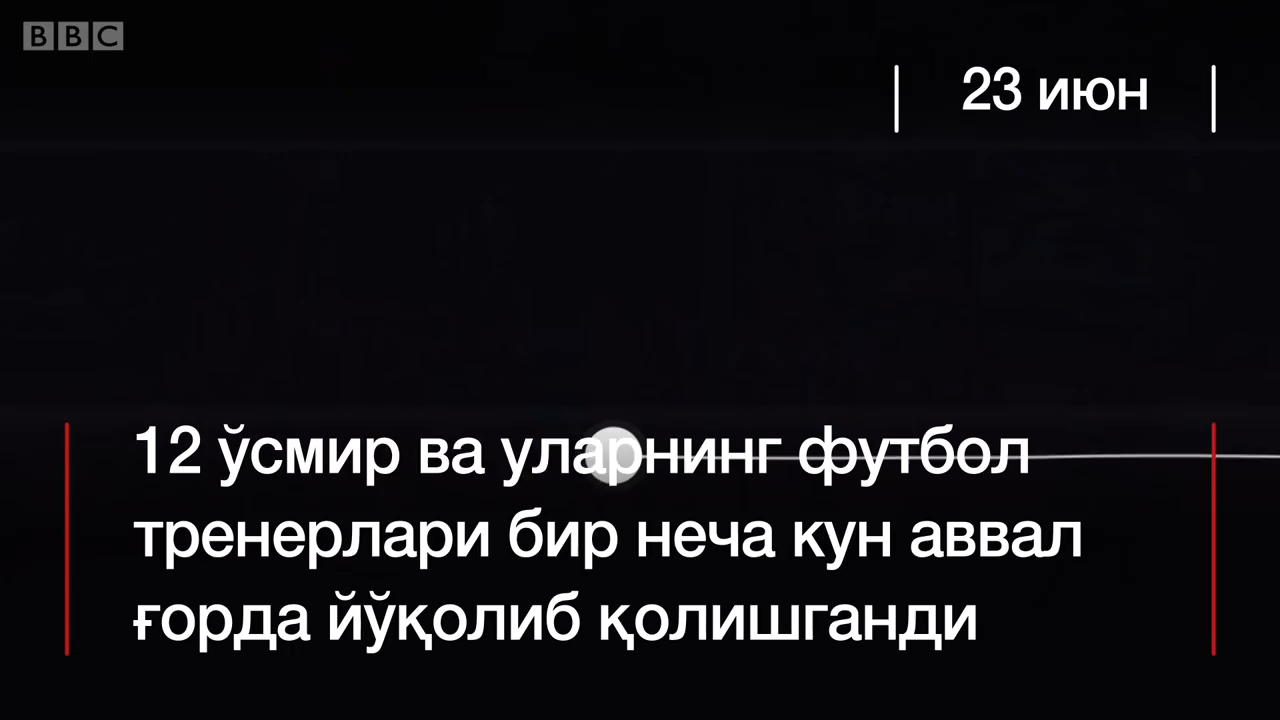 BBC
23 июн
12 ўсмир ва уларнинг футбол
тренерлари бир неча кун аввал
ғорда йўқолиб қолишганди